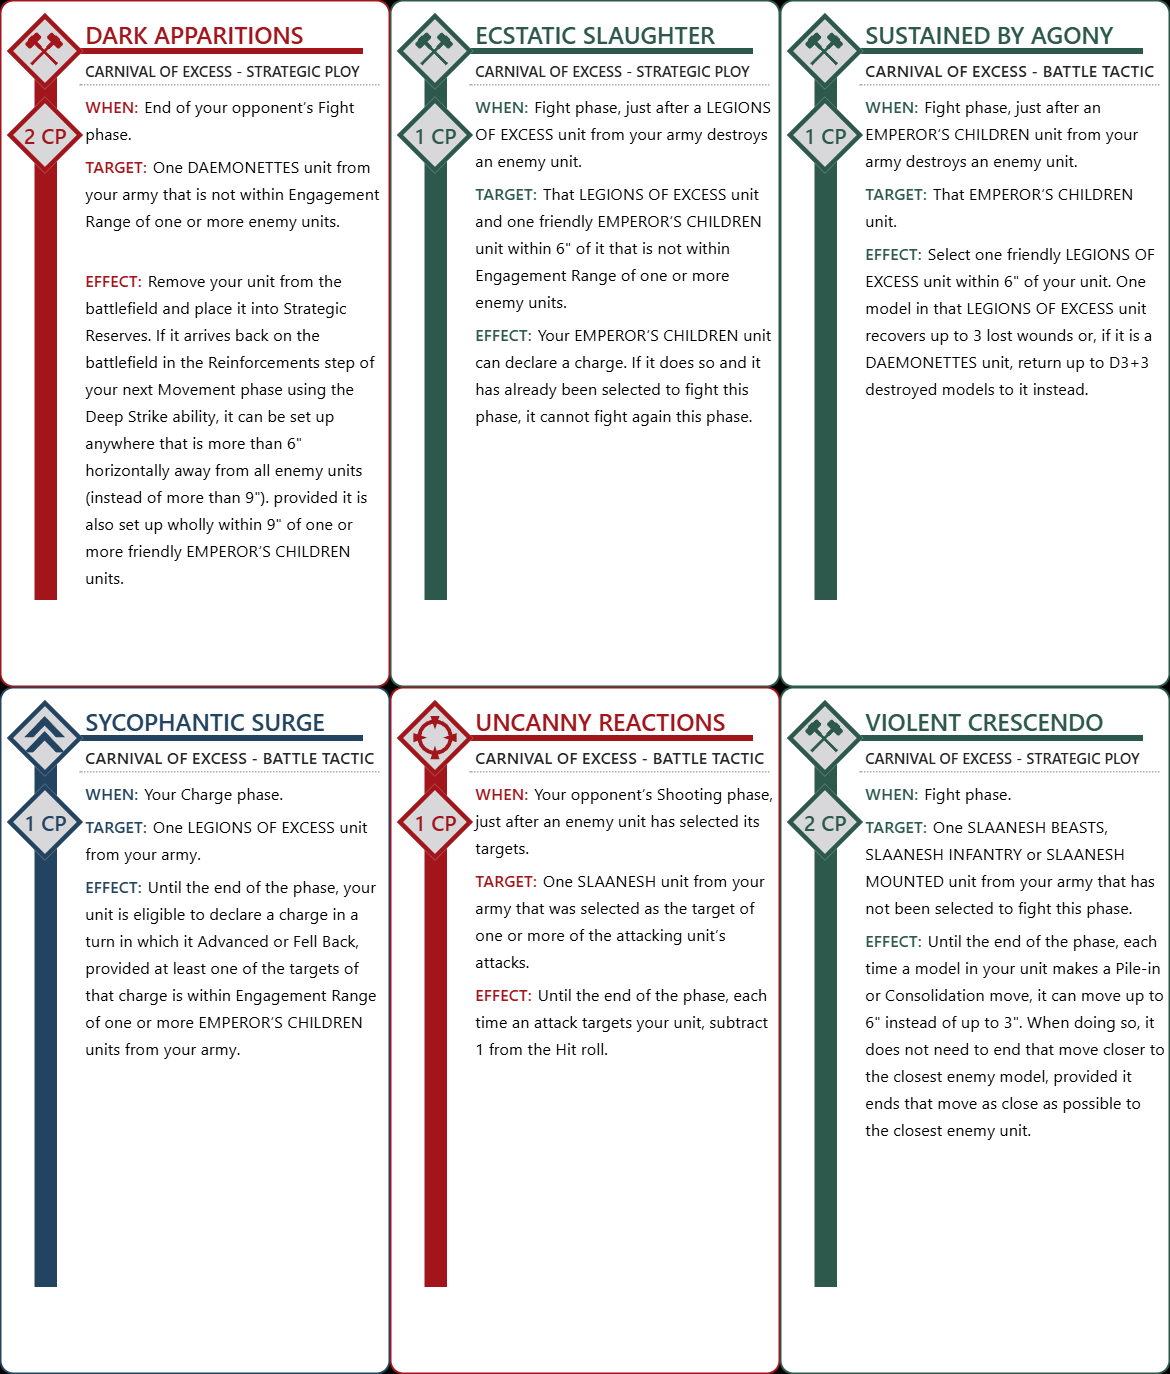 DARK APPARITIONS
CARNIVAL OF EXCESS - STRATEGIC PLOY
2 CP
WHEN: End of your opponent's Fight
phase.
TARGET: One DAEMONETTES unit from
your army that is not within Engagement
Range of one or more enemy units.
EFFECT: Remove your unit from the
battlefield and place it into Strategic
Reserves. If it arrives back on the
battlefield in the Reinforcements step of
your next Movement phase using the
Deep Strike ability, it can be set up
anywhere that is more than 6"
horizontally away from all enemy units
(instead of more than 9"). provided it is
also set up wholly within 9" of one or
more friendly EMPEROR'S CHILDREN
units.
ECSTATIC SLAUGHTER
CARNIVAL OF EXCESS - STRATEGIC PLOY
1 CP
WHEN: Fight phase, just after a LEGIONS
OF EXCESS unit from your army destroys
an enemy unit.
TARGET: That LEGIONS OF EXCESS unit
and one friendly EMPEROR'S CHILDREN
unit within 6" of it that is not within
Engagement Range of one or more
enemy units.
EFFECT: Your EMPEROR'S CHILDREN unit
can declare a charge. If it does so and it
has already been selected to fight this
phase, it cannot fight again this phase.
SUSTAINED BY AGONY
CARNIVAL OF EXCESS - BATTLE TACTIC
1 CP
WHEN: Fight phase, just after an
EMPEROR'S CHILDREN unit from your
army destroys an enemy unit.
TARGET: That EMPEROR'S CHILDREN
unit.
EFFECT: Select one friendly LEGIONS OF
EXCESS unit within 6" of your unit. One
model in that LEGIONS OF EXCESS unit
recovers up to 3 lost wounds or, if it is a
DAEMONETTES unit, return up to D3+3
destroyed models to it instead.
SYCOPHANTIC SURGE
CARNIVAL OF EXCESS - BATTLE TACTIC
1 CP
WHEN: Your Charge phase.
TARGET: One LEGIONS OF EXCESS unit
from your army.
EFFECT: Until the end of the phase, your
unit is eligible to declare a charge in a
turn in which it Advanced or Fell Back,
provided at least one of the targets of
that charge is within Engagement Range
of one or more EMPEROR'S CHILDREN
units from your army.
UNCANNY REACTIONS
CARNIVAL OF EXCESS - BATTLE TACTIC
1 CP
WHEN: Your opponent's Shooting phase,
just after an enemy unit has selected its
targets.
TARGET: One SLAANESH unit from your
army that was selected as the target of
one or more of the attacking unit's
attacks.
EFFECT: Until the end of the phase, each
time an attack targets your unit, subtract
1 from the Hit roll.
VIOLENT CRESCENDO
CARNIVAL OF EXCESS - STRATEGIC PLOY
2 CP
WHEN: Fight phase.
TARGET: One SLAANESH BEASTS,
SLAANESH INFANTRY or SLAANESH
MOUNTED unit from your army that has
not been selected to fight this phase.
EFFECT: Until the end of the phase, each
time a model in your unit makes a Pile-in
or Consolidation move, it can move up to
6" instead of up to 3". When doing so, it
does not need to end that move closer to
the closest enemy model, provided it
ends that move as close as possible to
the closest enemy unit.